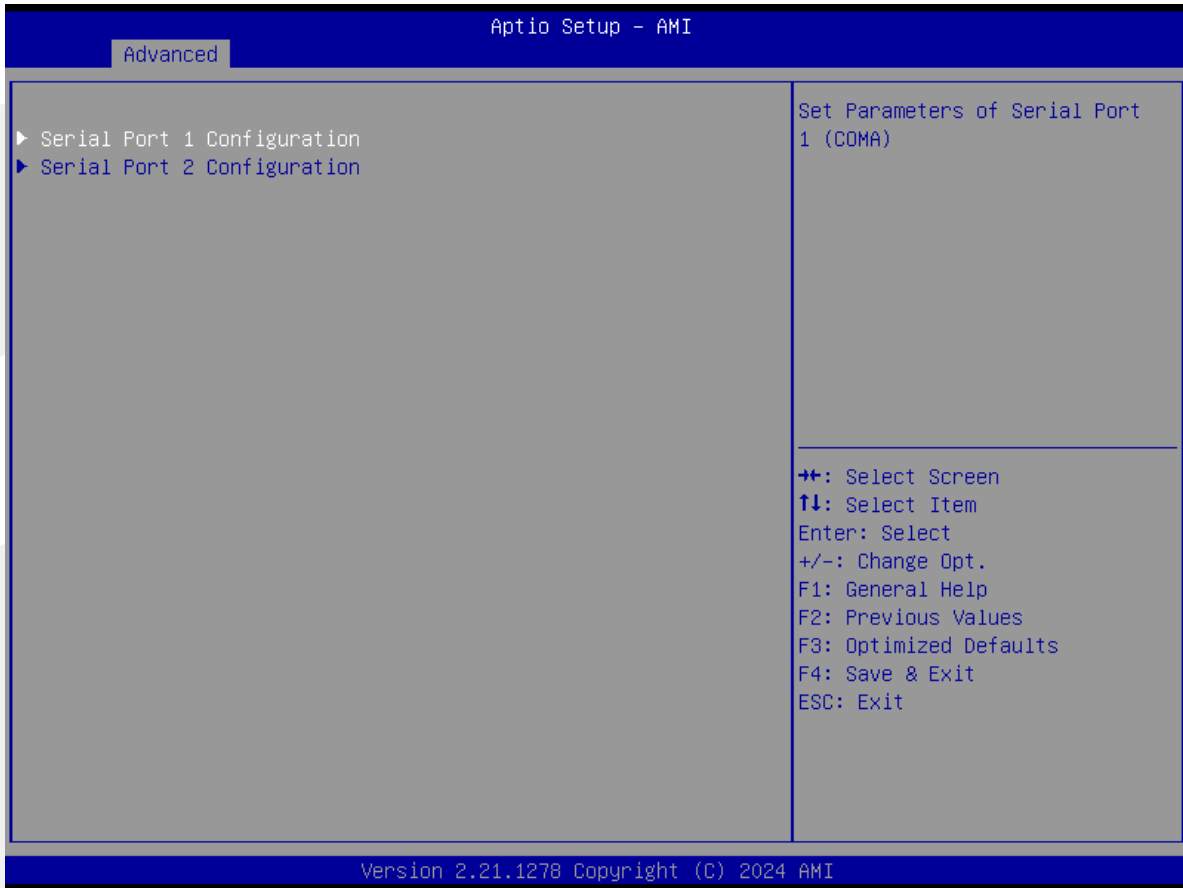 Aptio Setup – AMI
Advanced
▶ Serial Port 1 Configuration
▶ Serial Port 2 Configuration
Set Parameters of Serial Port
1 (COMA)
→←: Select Screen
↑↓: Select Item
Enter: Select
+/-: Change Opt.
F1: General Help
F2: Previous Values
F3: Optimized Defaults
F4: Save & Exit
ESC: Exit
Version 2.21.1278 Copyright (C) 2024 AMI